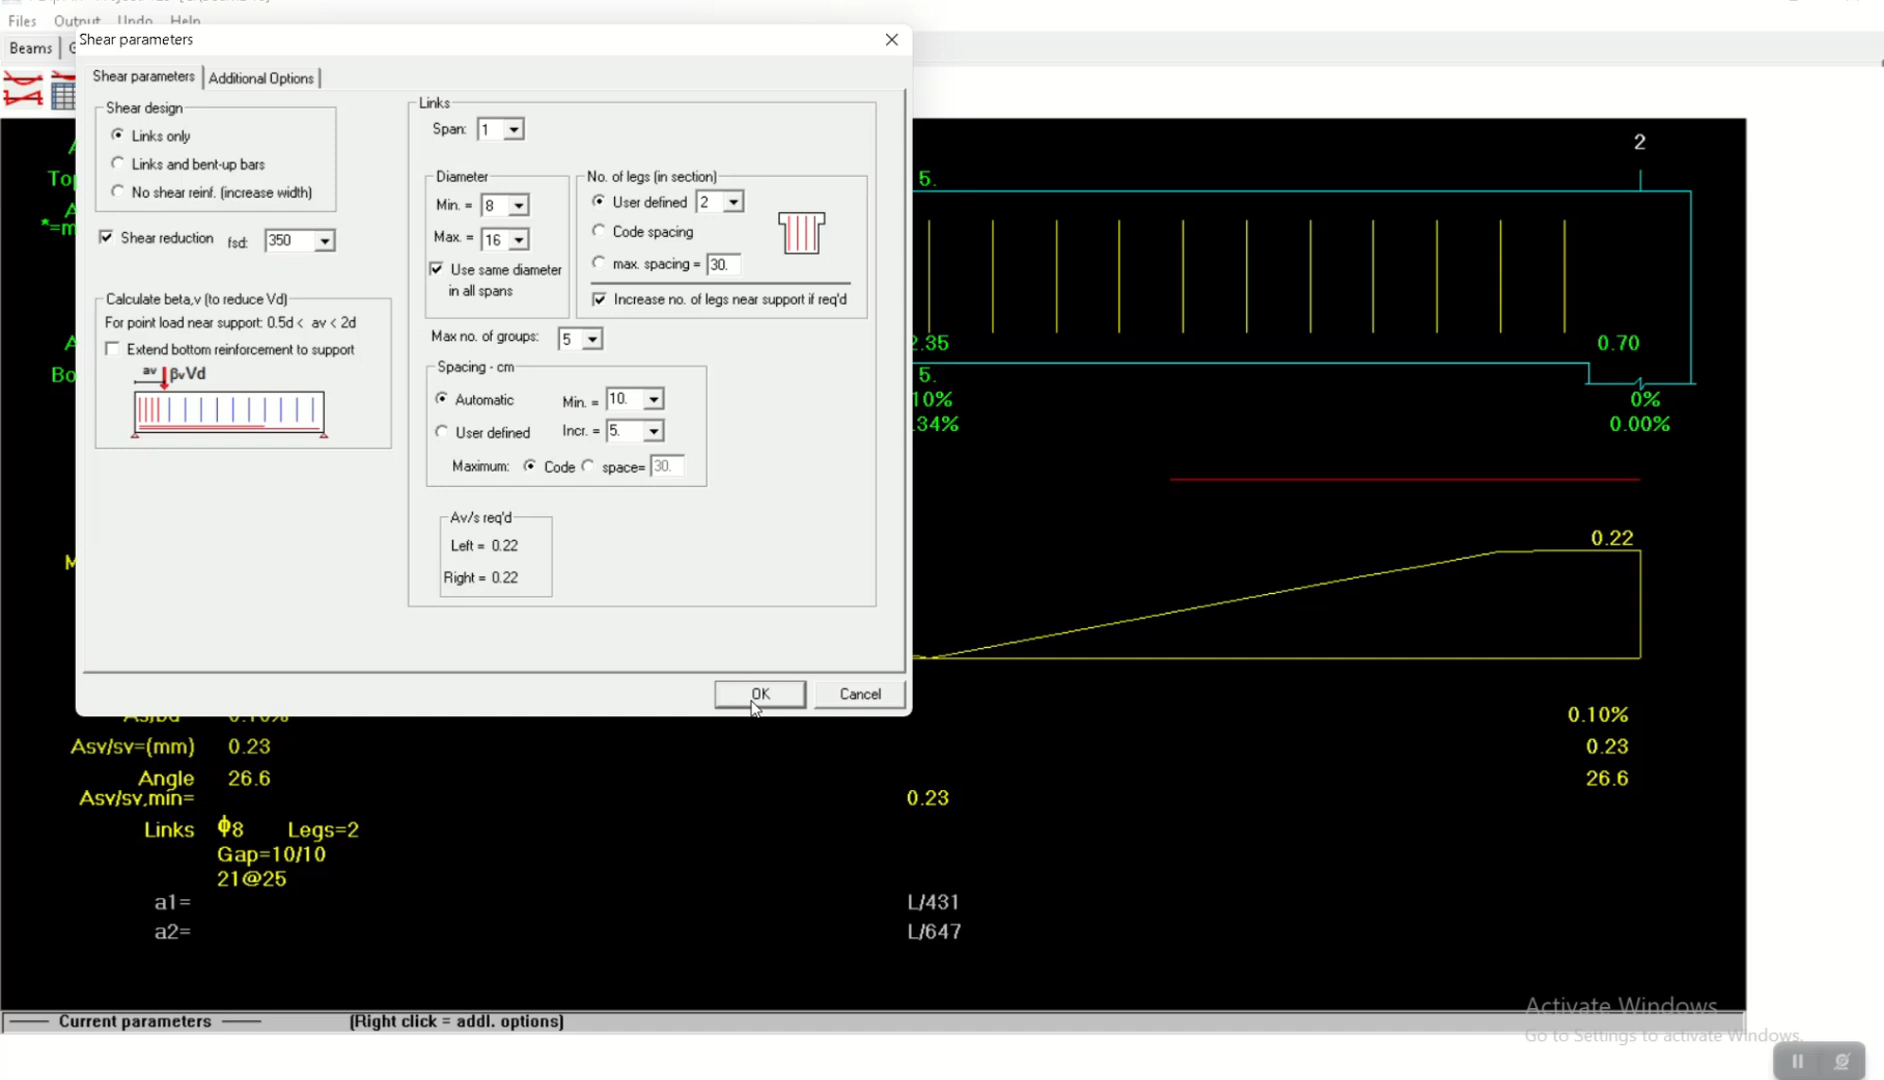 Files Output Undo Help
Beams
Shear parameters
Shear parameters Additional Options
Shear design
Links only
Links and bent-up bars
No shear reinf. (increase width)
Shear reduction fsd: 350
Calculate beta,v (to reduce Vd)
For point load near support: 0.5d < av < 2d
Extend bottom reinforcement to support
av βvVd
Links
Span: 1
Diameter
Min. = 8
Max. = 16
Use same diameter
in all spans
No. of legs (in section)
User defined 2
Code spacing
max. spacing = 30.
Increase no. of legs near support if req'd
Max no. of groups: 5
Spacing - cm
Automatic Min. = 10.
User defined Incr. = 5.
Maximum: Code space= 30.
Av/s req'd
Left = 0.22
Right = 0.22
OK Cancel
2
5.
2.35 0.70
5.
10% 0%
.34% 0.00%
0.22
As/bd 0.10% 0.10%
Asv/sv=(mm) 0.23 0.23
Angle 26.6 26.6
Asv/sv,min= 0.23
Links ϕ8 Legs=2
Gap=10/10
21@25
a1= L/431
a2= L/647
Current parameters (Right click = addl. options)
Activate Windows
Go to Settings to activate Windows.